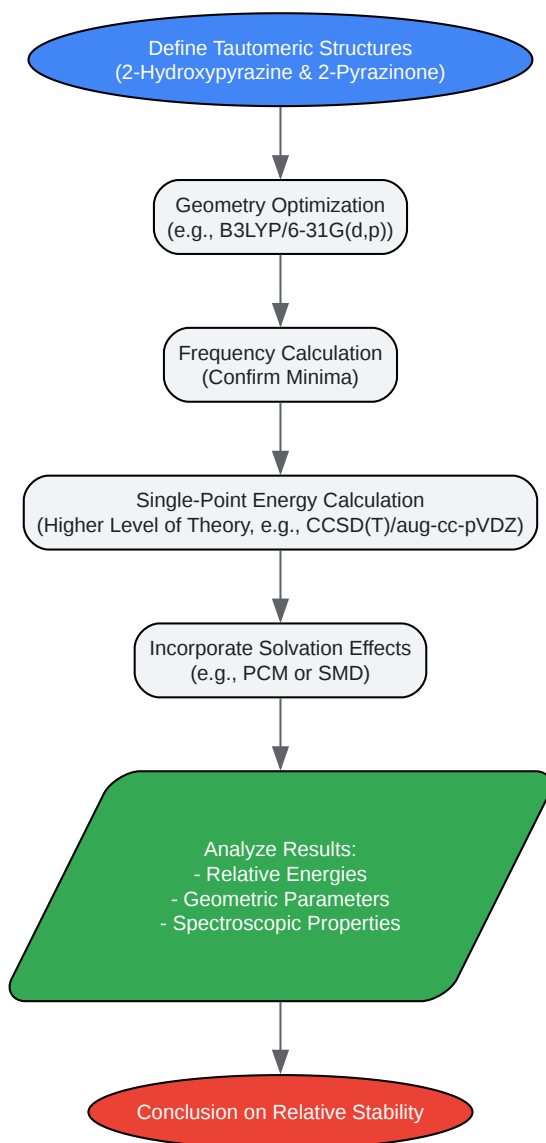 Define Tautomeric Structures
(2-Hydroxypyrazine & 2-Pyrazinone)
Geometry Optimization
(e.g., B3LYP/6-31G(d,p))
Frequency Calculation
(Confirm Minima)
Single-Point Energy Calculation
(Higher Level of Theory, e.g., CCSD(T)/aug-cc-pVDZ)
Incorporate Solvation Effects
(e.g., PCM or SMD)
Analyze Results:
- Relative Energies
- Geometric Parameters
- Spectroscopic Properties
Conclusion on Relative Stability